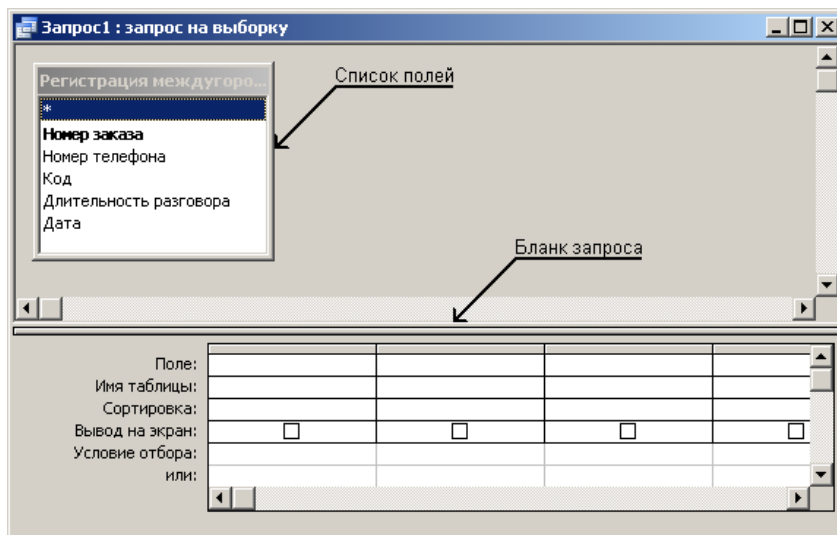 Запрос1 : запрос на выборку
Регистрация междугоро...
Список полей
*
Номер заказа
Номер телефона
Код
Длительность разговора
Дата
Бланк запроса
Поле:
Имя таблицы:
Сортировка:
Вывод на экран:
Условие отбора:
или: